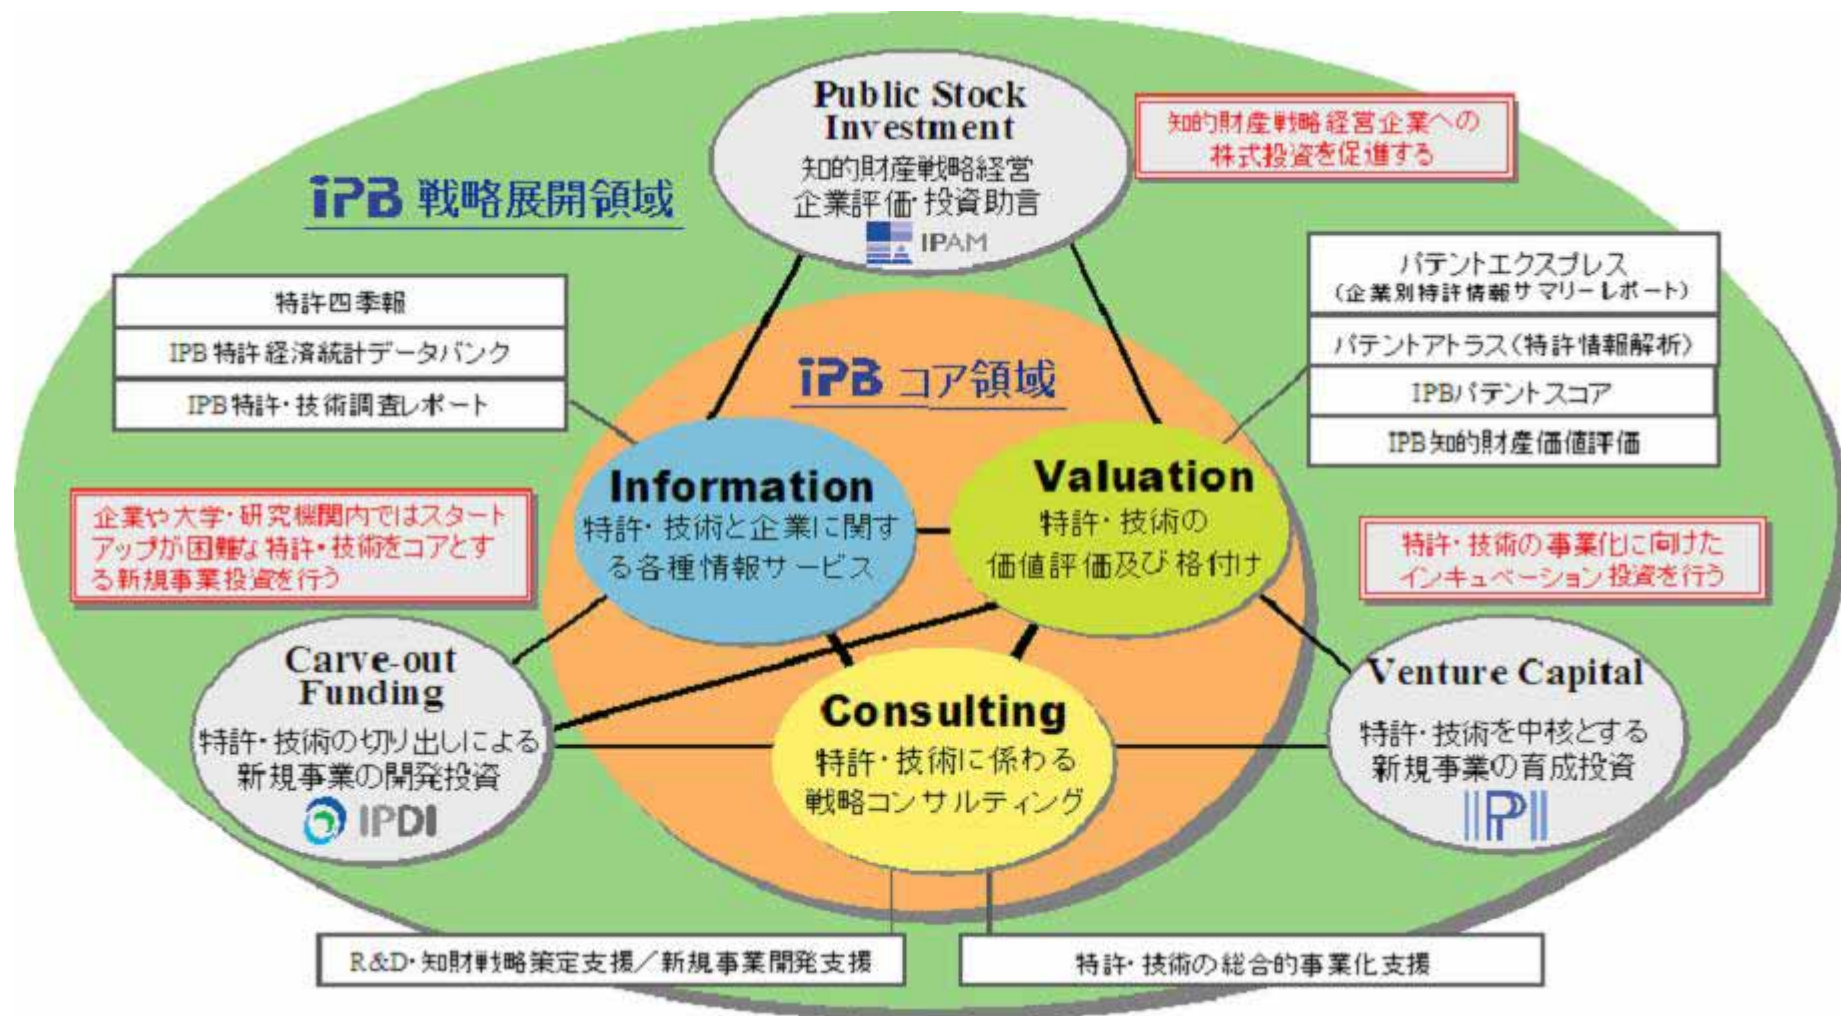 Public Stock
Investment
知的財産戦略経営
企業評価・投資助言
IPAM
知的財産戦略経営企業への
株式投資を促進する
iPB 戦略展開領域
特許四季報
IPB特許経済統計データバンク
IPB特許・技術調査レポート
パテントエクスプレス
(企業別特許情報サマリーレポート)
パテントアトラス(特許情報解析)
IPBパテントスコア
IPB知的財産価値評価
iPB コア領域
Information
特許・技術と企業に関す
る各種情報サービス
Valuation
特許・技術の
価値評価及び格付け
企業や大学・研究機関内ではスタート
アップが困難な特許・技術をコアとす
る新規事業投資を行う
特許・技術の事業化に向けた
インキュベーション投資を行う
Carve-out
Funding
特許・技術の切り出しによる
新規事業の開発投資
IPDI
Consulting
特許・技術に係わる
戦略コンサルティング
Venture Capital
特許・技術を中核とする
新規事業の育成投資
R&D・知財戦略策定支援／新規事業開発支援
特許・技術の総合的事業化支援